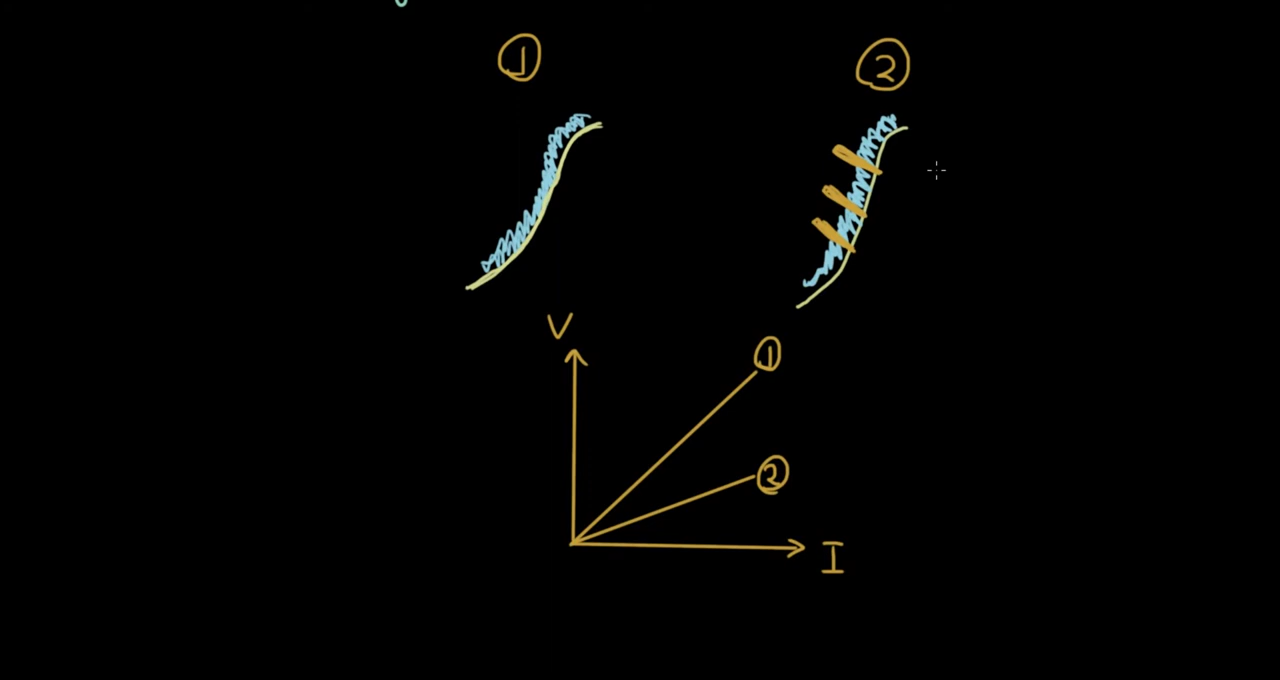 ① ②
V
①
②
I